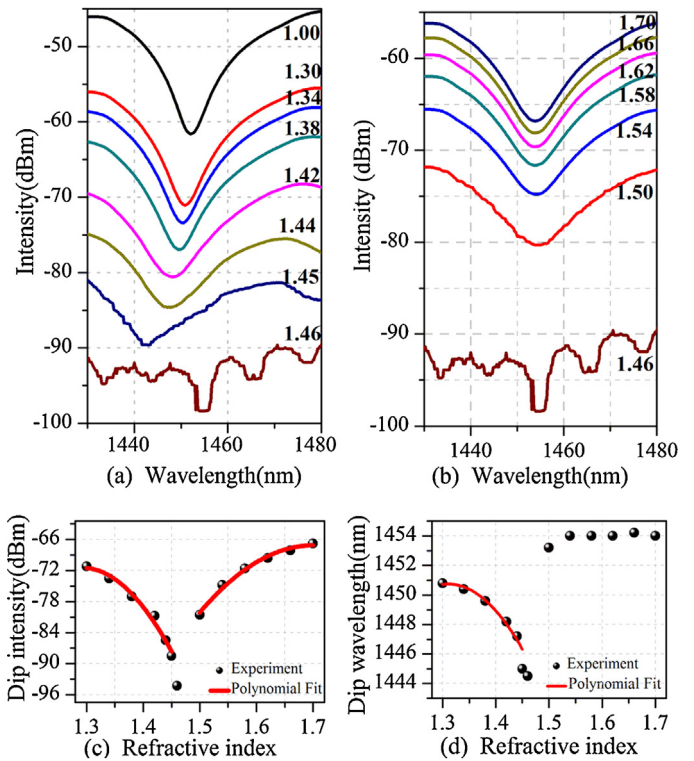 Intensity(dBm)
-50
-60
-70
-80
-90
-100
1.00
1.30
1.34
1.38
1.42
1.44
1.45
1.46
1440 1460 1480
(a) Wavelength(nm)
Intensity (dBm)
-60
-70
-80
-90
-100
1.70
1.66
1.62
1.58
1.54
1.50
1.46
1440 1460 1480
(b) Wavelength(nm)
Dip intensity(dBm)
-66
-72
-78
-84
-90
-96
Experiment
Polynomial Fit
1.3 1.4 1.5 1.6 1.7
(c) Refractive index
Dip wavelength(nm)
1454
1452
1450
1448
1446
1444
Experiment
Polynomial Fit
1.3 1.4 1.5 1.6 1.7
(d) Refractive index